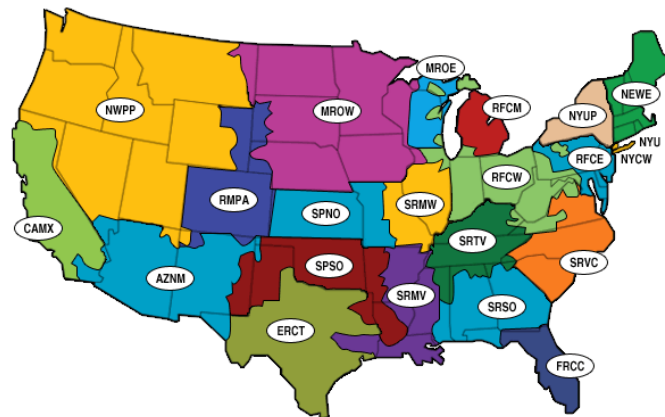 MROE
NEWE
NWPP
MROW
RFCM
NYUP
NYU
RFCE
NYCW
RFCW
RMPA
SPNO
SRMW
CAMX
SRTV
SRVC
AZNM
SPSO
SRMV
SRSO
ERCT
FRCC